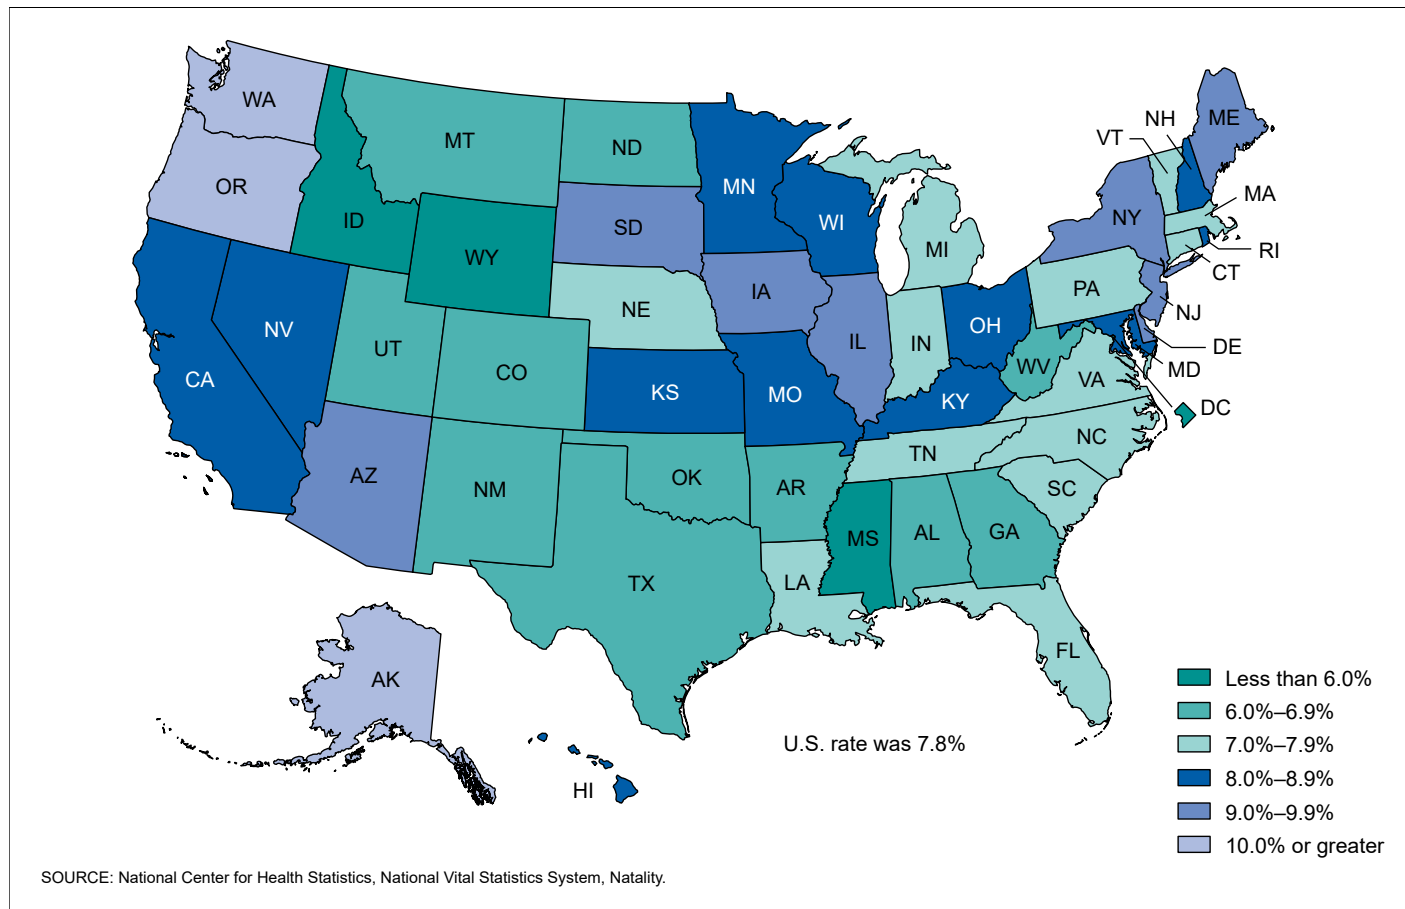 WA
MT
ND
OR
ID
MN
NH
VT
ME
MA
SD
WI
NY
WY
MI
RI
CT
IA
PA
NE
NJ
NV
OH
IL
IN
DE
UT
CO
WV
MD
CA
KS
MO
VA
KY
DC
NC
TN
AZ
NM
OK
AR
SC
MS
AL
GA
TX
LA
FL
AK
HI
U.S. rate was 7.8%
Less than 6.0%
6.0%–6.9%
7.0%–7.9%
8.0%–8.9%
9.0%–9.9%
10.0% or greater
SOURCE: National Center for Health Statistics, National Vital Statistics System, Natality.